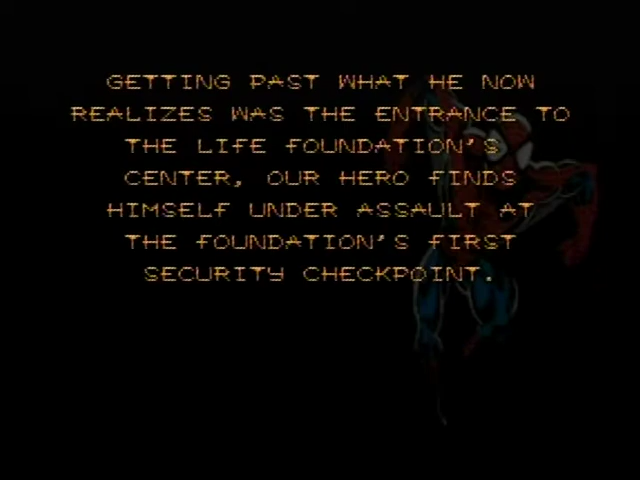 GETTING PAST WHAT HE NOW
REALIZES WAS THE ENTRANCE TO
THE LIFE FOUNDATION'S
CENTER, OUR HERO FINDS
HIMSELF UNDER ASSAULT AT
THE FOUNDATION'S FIRST
SECURITY CHECKPOINT.